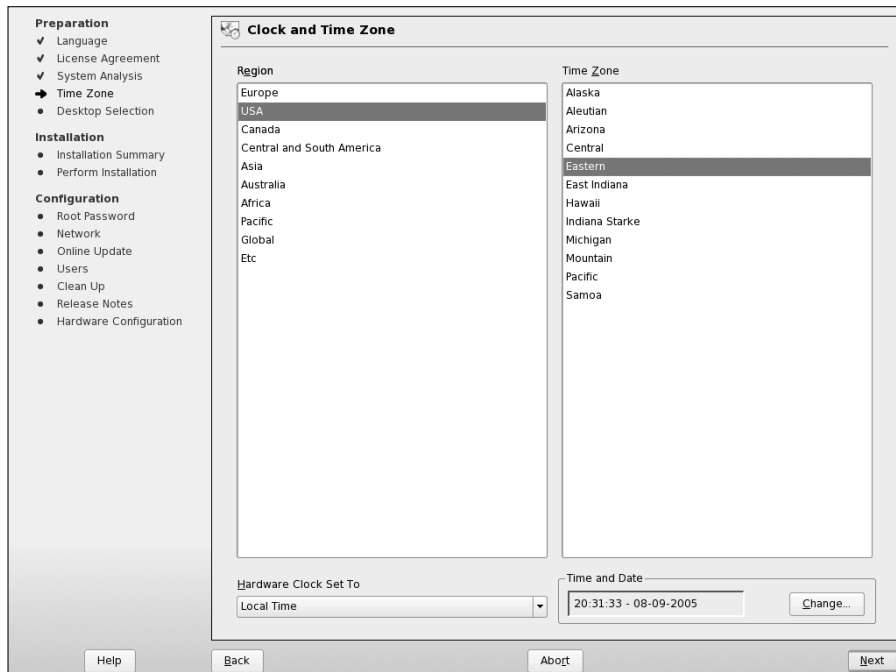 Preparation
Language
License Agreement
System Analysis
Time Zone
Desktop Selection
Installation
Installation Summary
Perform Installation
Configuration
Root Password
Network
Online Update
Users
Clean Up
Release Notes
Hardware Configuration
Clock and Time Zone
Region
Europe
USA
Canada
Central and South America
Asia
Australia
Africa
Pacific
Global
Etc
Time Zone
Alaska
Aleutian
Arizona
Central
Eastern
East Indiana
Hawaii
Indiana Starke
Michigan
Mountain
Pacific
Samoa
Hardware Clock Set To
Local Time
Time and Date
20:31:33 - 08-09-2005
Change...
Help
Back
Abort
Next